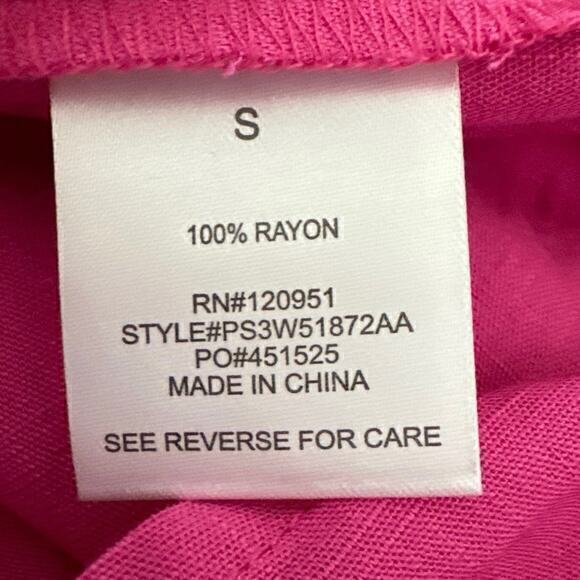 S
100% RAYON
RN#120951
STYLE#PS3W51872AA
PO#451525
MADE IN CHINA
SEE REVERSE FOR CARE